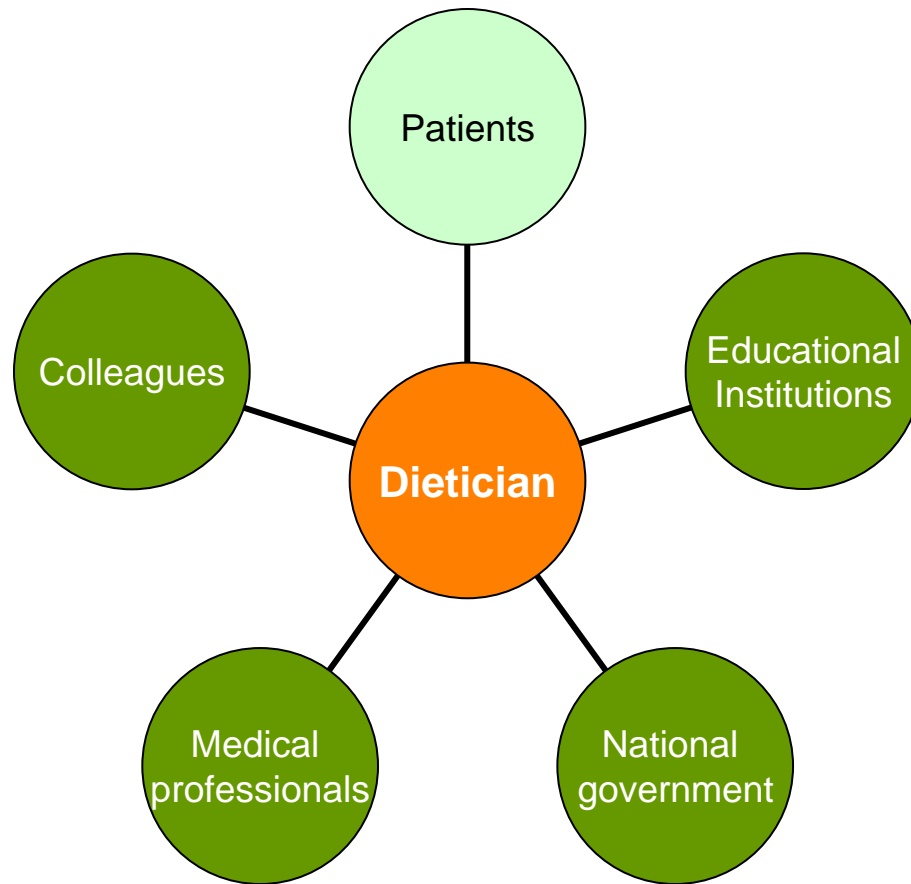 Patients
Colleagues
Educational
Institutions
Dietician
Medical
professionals
National
government